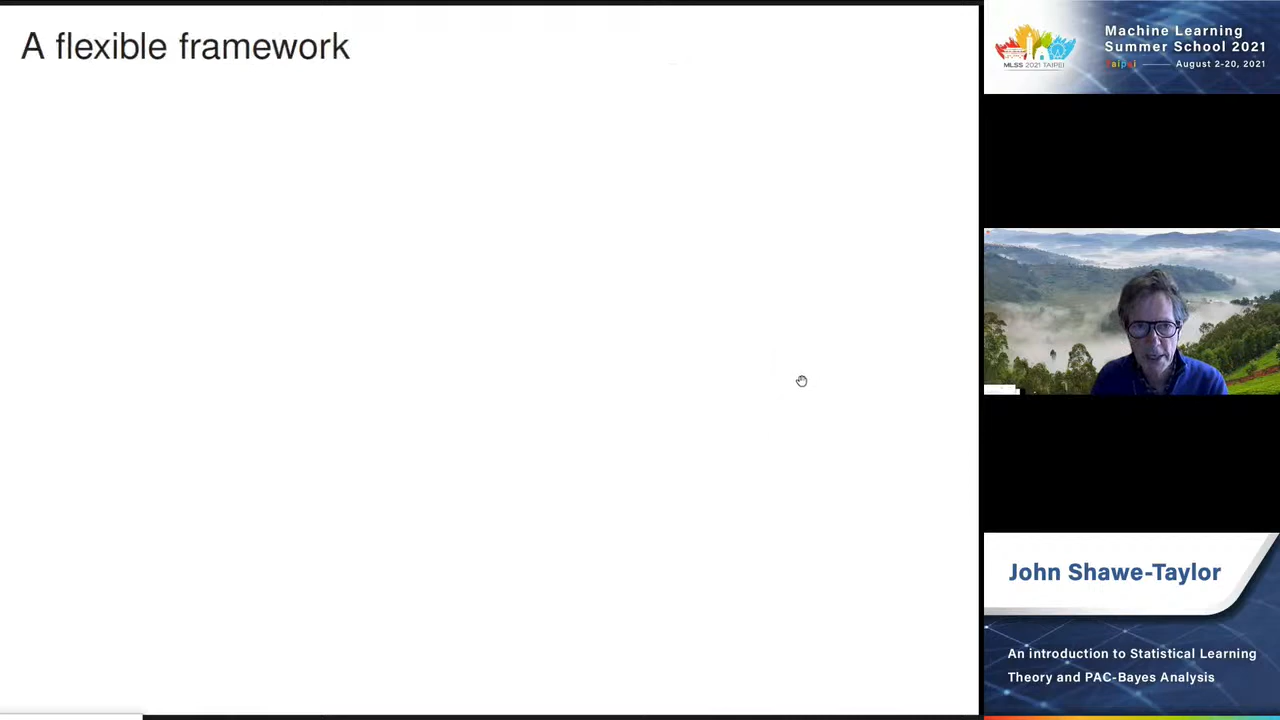 A flexible framework
MLSS 2021 TAIPEI
Machine Learning
Summer School 2021
Taipei
August 2-20, 2021
John Shawe-Taylor
An introduction to Statistical Learning
Theory and PAC-Bayes Analysis